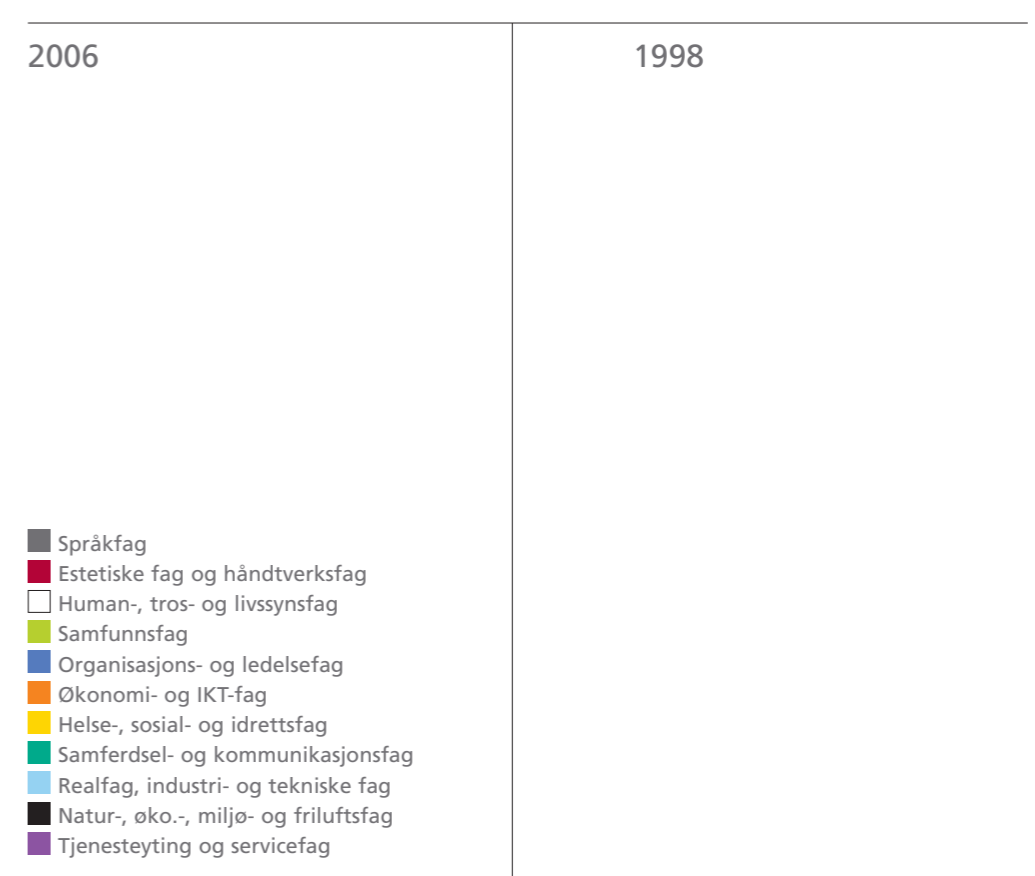 2006
1998
Språkfag
Estetiske fag og håndtverksfag
Human-, tros- og livssynsfag
Samfunnsfag
Organisasjons- og ledelsefag
Økonomi- og IKT-fag
Helse-, sosial- og idrettsfag
Samferdsel- og kommunikasjonsfag
Realfag, industri- og tekniske fag
Natur-, øko.-, miljø- og friluftsfag
Tjenesteyting og servicefag